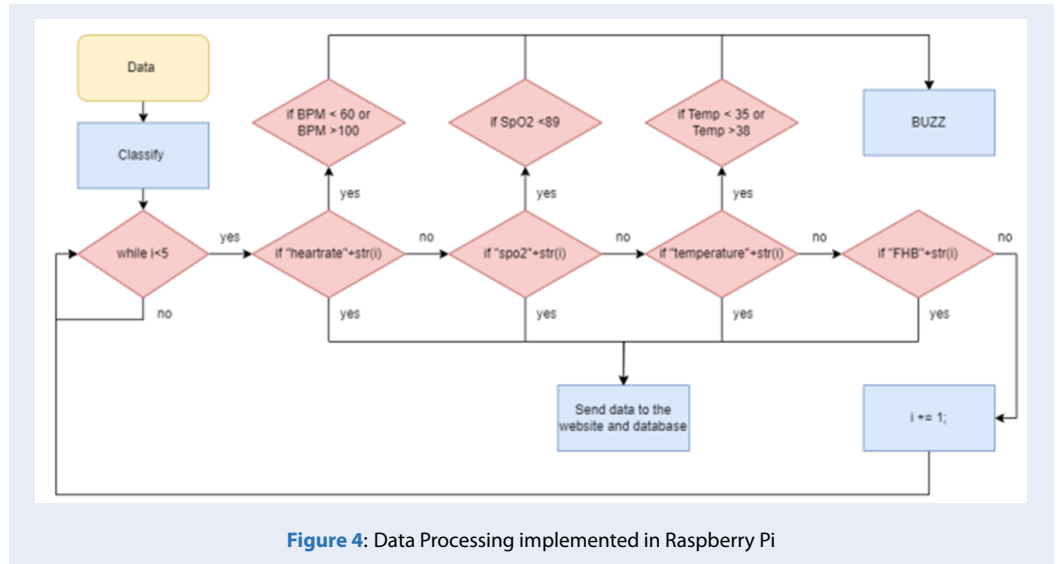 Data
Classify
while i<5
yes
no
if BPM < 60 or
BPM >100
yes
if "heartrate"+str(i)
no
yes
if SpO2 <89
yes
if "spo2"+str(i)
no
yes
if Temp < 35 or
Temp >38
yes
if "temperature"+str(i)
no
yes
BUZZ
if "FHB"+str(i)
no
yes
Send data to the
website and database
i += 1;
Figure 4: Data Processing implemented in Raspberry Pi